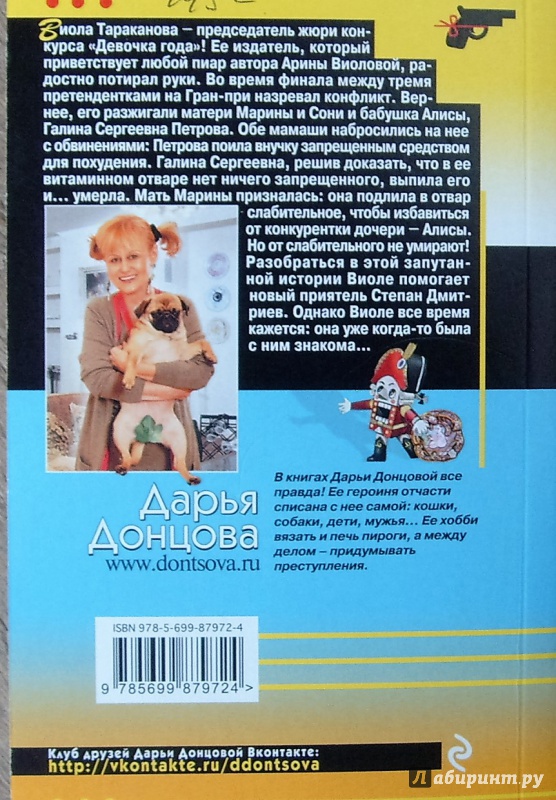 Виола Тараканова – председатель жюри кон-
курса «Девочка года»! Ее издатель, который
приветствует любой пиар автора Арины Виоловой, ра-
достно потирал руки. Во время финала между тремя
претендентками на Гран-при назревал конфликт. Вер-
нее, его разжигали матери Марины и Сони и бабушка Алисы,
Галина Сергеевна Петрова. Обе мамаши набросились на нее
с обвинениями: Петрова поила внучку запрещенным средством
для похудения. Галина Сергеевна, решив доказать, что в ее
витаминном отваре нет ничего запрещенного, выпила его
и... умерла. Мать Марины призналась: она подлила в отвар
слабительное, чтобы избавиться
от конкурентки дочери – Алисы.
Но от слабительного не умирают!
Разобраться в этой запутан-
ной истории Виоле помогает
новый приятель Степан Дмит-
риев. Однако Виоле все время
кажется: она уже когда-то была
с ним знакома...
Дарья
Донцова
www.dontsova.ru
В книгах Дарьи Донцовой все
правда! Ее героиня отчасти
списана с нее самой: кошки,
собаки, дети, мужья... Ее хобби
вязать и печь пироги, а между
делом – придумывать
преступления.
ISBN 978-5-699-87972-4
9 785699 879724 >
Клуб друзей Дарьи Донцовой Вконтакте:
http://vkontakte.ru/ddontsova
Лабиринт.ру